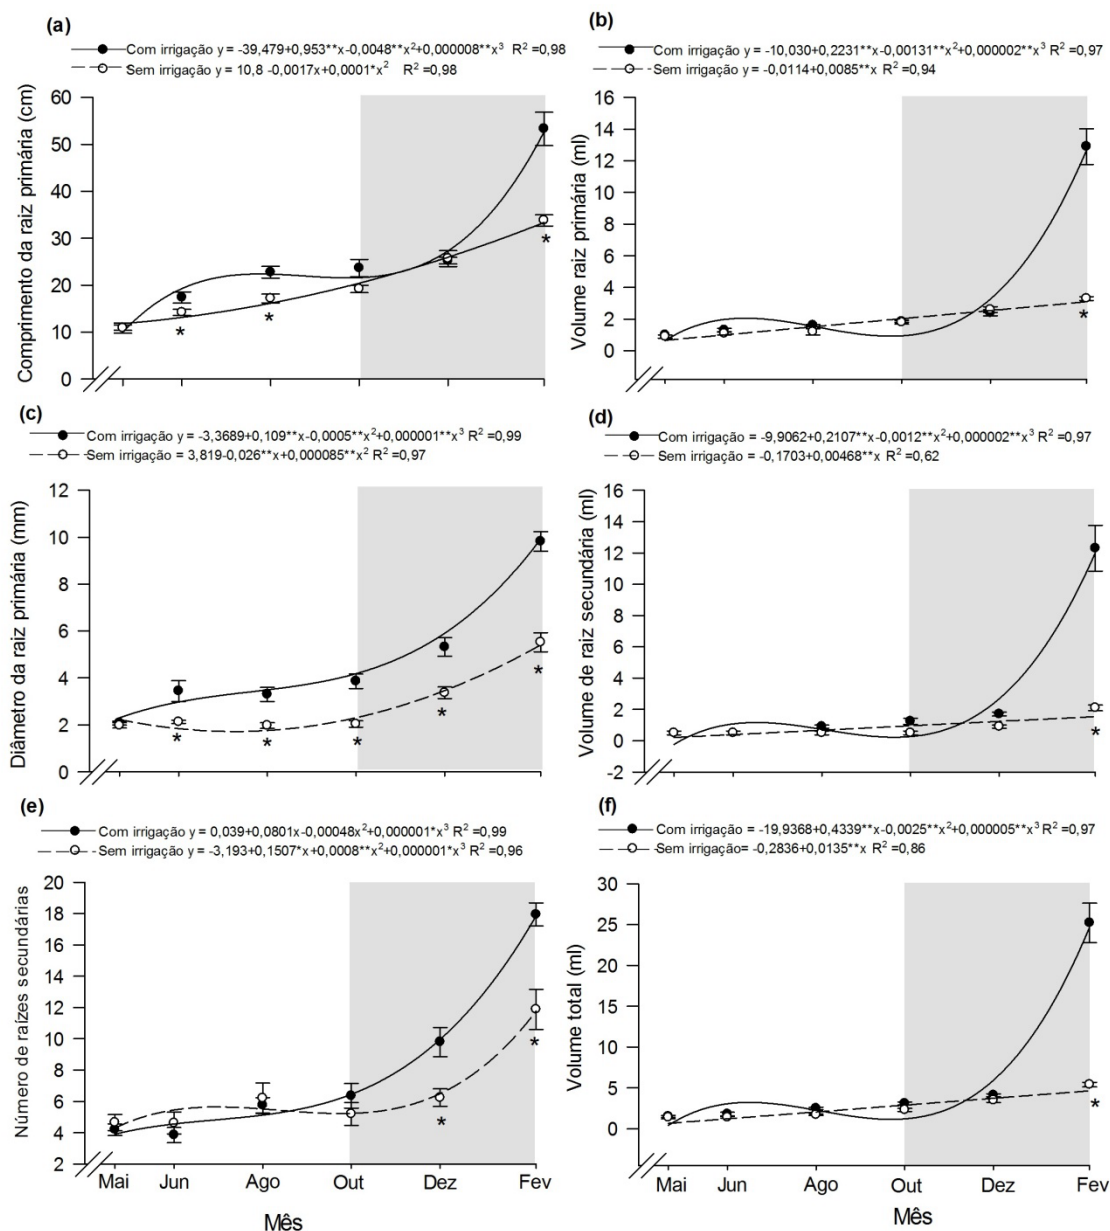 (a)
Com irrigação y = -39,479+0,953**x-0,0048**x²+0,000008**x³ R² =0,98
Sem irrigação y = 10,8 -0,0017x+0,0001*x² R² =0,98
Comprimento da raiz primária (cm)
60
50
40
30
20
10
0
*
*
*
(b)
Com irrigação y = -10,030+0,2231**x-0,00131**x²+0,000002**x³ R² =0,97
Sem irrigação = -0,0114+0,0085**x R² =0,94
Volume raiz primária (ml)
16
14
12
10
8
6
4
2
0
*
(c)
Com irrigação y = -3,3689+0,109**x-0,0005**x²+0,000001**x³ R² =0,99
Sem irrigação = 3,819-0,026**x+0,000085**x² R² =0,97
Diâmetro da raiz primária (mm)
12
10
8
6
4
2
0
*
*
*
*
*
(d)
Com irrigação = -9,9062+0,2107**x-0,0012**x²+0,000002**x³ R² =0,97
Sem irrigação = -0,1703+0,00468**x R² =0,62
Volume de raiz secundária (ml)
16
14
12
10
8
6
4
2
0
-2
*
(e)
Com irrigação y = 0,039+0,0801x-0,00048x²+0,000001*x³ R² =0,99
Sem irrigação y = -3,193+0,1507*x+0,0008**x²+0,000001*x³ R² =0,96
Número de raízes secundárias
20
18
16
14
12
10
8
6
4
2
*
*
Mai Jun Ago Out Dez Fev
Mês
(f)
Com irrigação = -19,9368+0,4339**x-0,0025**x²+0,000005**x³ R² =0,97
Sem irrigação= -0,2836+0,0135**x R² =0,86
Volume total (ml)
30
25
20
15
10
5
0
*
Mai Jun Ago Out Dez Fev
Mês